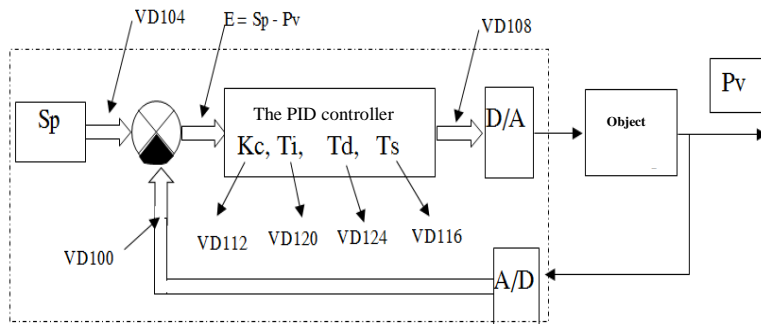 VD104
E = Sp - Pv
VD108
Pv
Sp
The PID controller
Kc, Ti, Td, Ts
D/A
Object
VD112
VD120
VD124
VD116
VD100
A/D